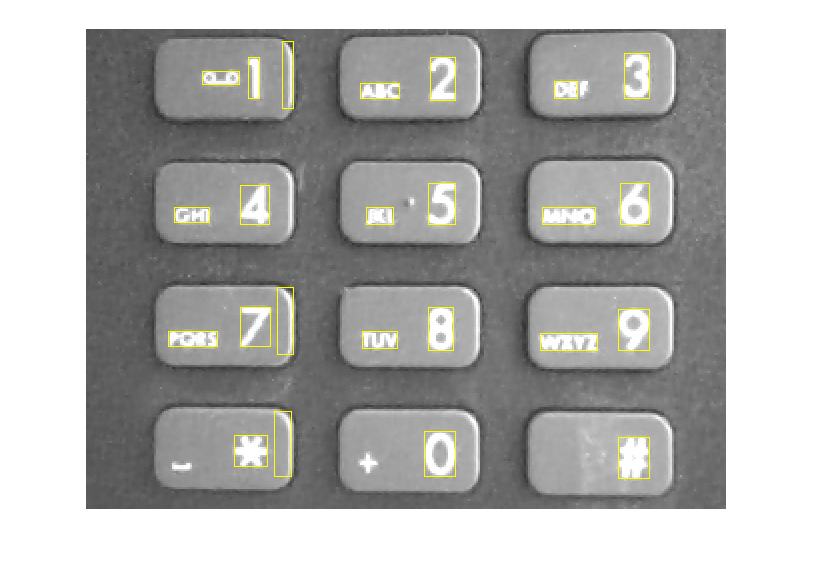 1 ABC 2 DEF 3
GHI 4 JKL 5 MNO 6
PQRS 7 TUV 8 WXYZ 9
␣ * + 0 #